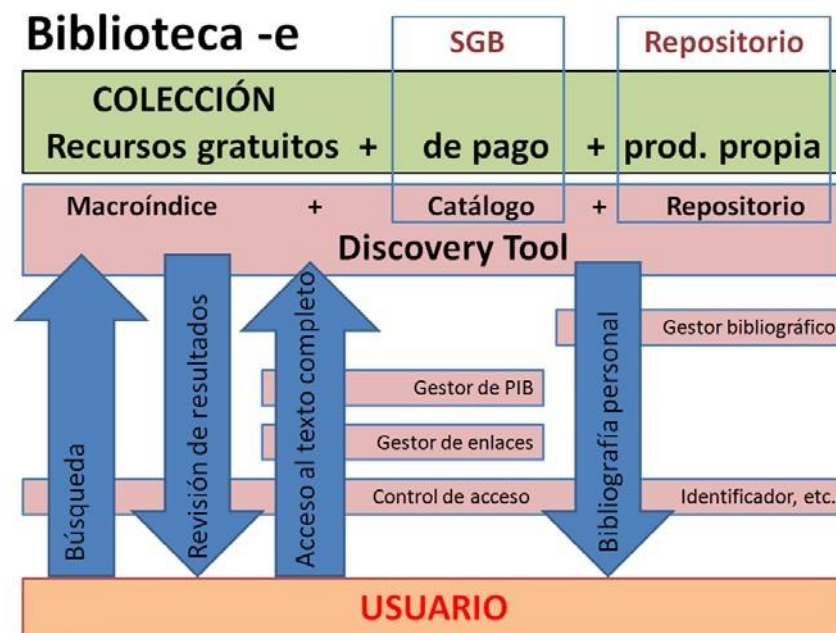 Biblioteca -e
SGB
Repositorio
COLECCIÓN
Recursos gratuitos + de pago + prod. propia
Macroíndice + Catálogo + Repositorio
Discovery Tool
Búsqueda
Revisión de resultados
Acceso al texto completo
Bibliografía personal
Gestor bibliográfico
Gestor de PIB
Gestor de enlaces
Control de acceso
Identificador, etc.
USUARIO